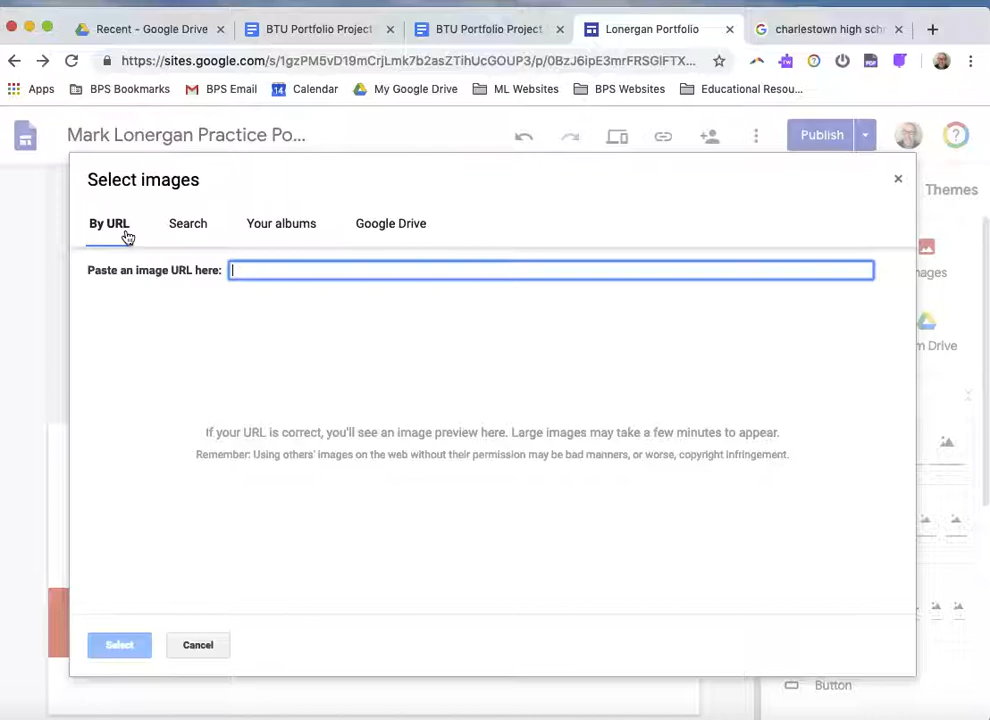 Recent - Google Drive
BTU Portfolio Project
BTU Portfolio Project
Lonergan Portfolio
charlestown high sch
https://sites.google.com/s/1gzPM5vD19mCrjLmk7b2asZTihUcGOUP3/p/0BzJ6ipE3mrFRSGlFTX...
Apps
BPS Bookmarks
BPS Email
Calendar
My Google Drive
ML Websites
BPS Websites
Educational Resou...
Mark Lonergan Practice Po...
Publish
Select images
Themes
By URL
Search
Your albums
Google Drive
Paste an image URL here:
If your URL is correct, you'll see an image preview here. Large images may take a few minutes to appear.
Remember: Using others' images on the web without their permission may be bad manners, or worse, copyright infringement.
ages
m Drive
Select
Cancel
Button